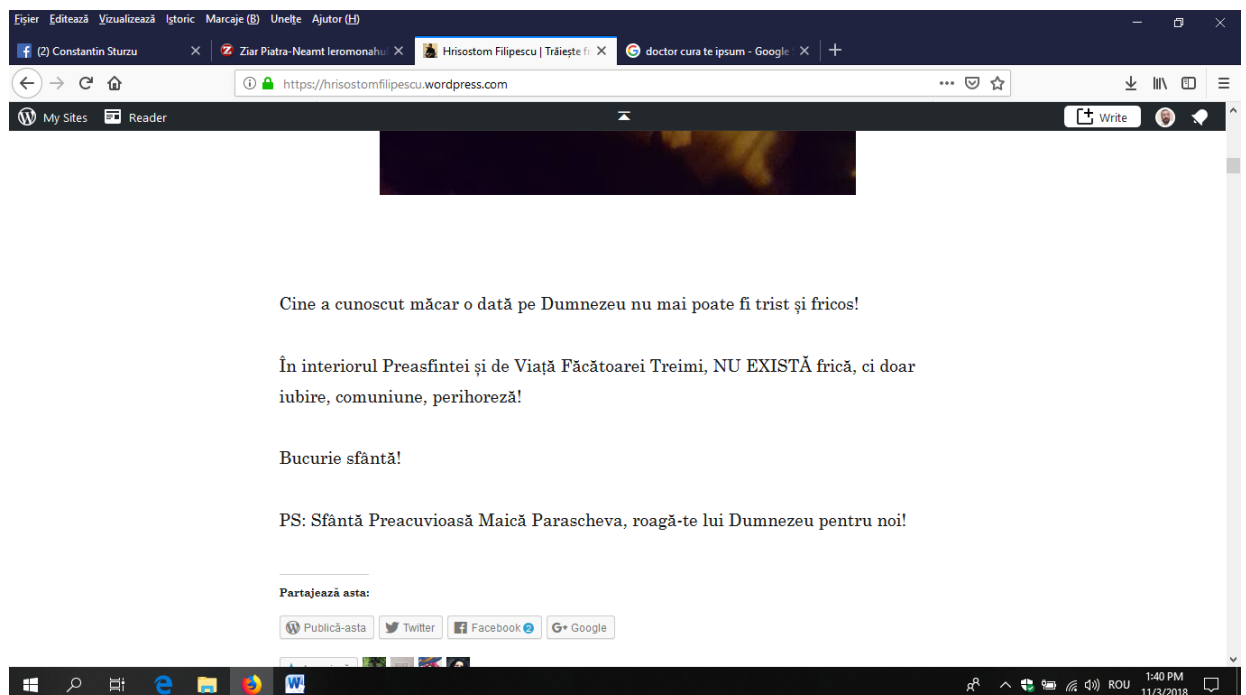 Fișier Editează Vizualizează Istoric Marcaje (B) Unelte Ajutor (H)
(2) Constantin Sturzu
Ziar Piatra-Neamt Ieromonahu
Hrisostom Filipescu | Trăiește fr
doctor cura te ipsum - Google
https://hrisostomfilipescu.wordpress.com
My Sites Reader Write
Cine a cunoscut măcar o dată pe Dumnezeu nu mai poate fi trist și fricos!
În interiorul Preasfintei și de Viață Făcătoarei Treimi, NU EXISTĂ frică, ci doar
iubire, comuniune, perihoreză!
Bucurie sfântă!
PS: Sfântă Preacuvioasă Maică Parascheva, roagă-te lui Dumnezeu pentru noi!
Partajează asta:
Publică-asta Twitter Facebook 2 G+ Google
ROU 1:40 PM
11/3/2018